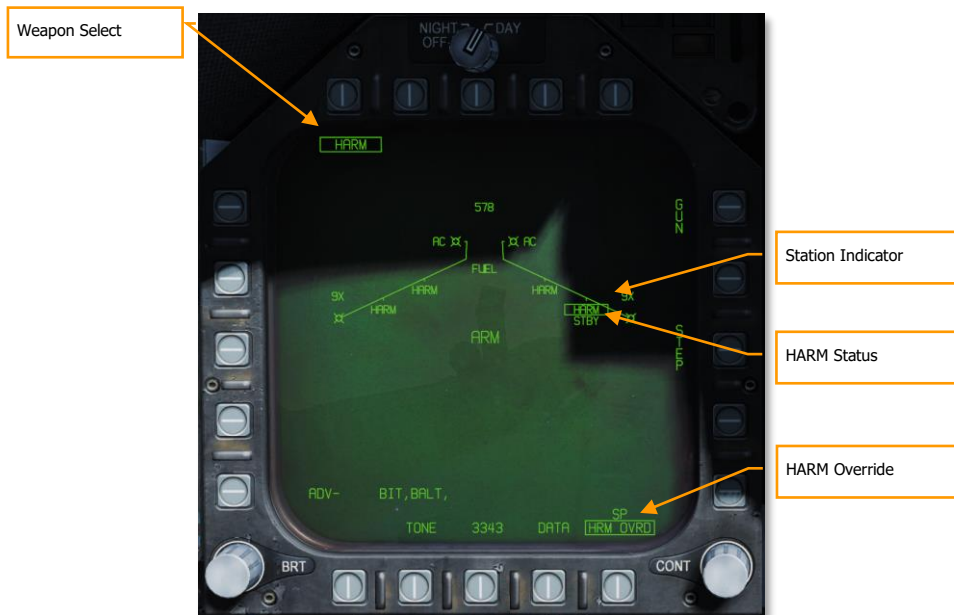 Weapon Select
NIGHT DAY
OFF
HARM
578
GUN
AC AC
FUEL
HARM HARM
9X 9X
HARM HARM
STBY
ARM
STEP
Station Indicator
HARM Status
HARM Override
ADV- BIT,BALT,
SP
TONE 3343 DATA HRM OVRD
BRT CONT